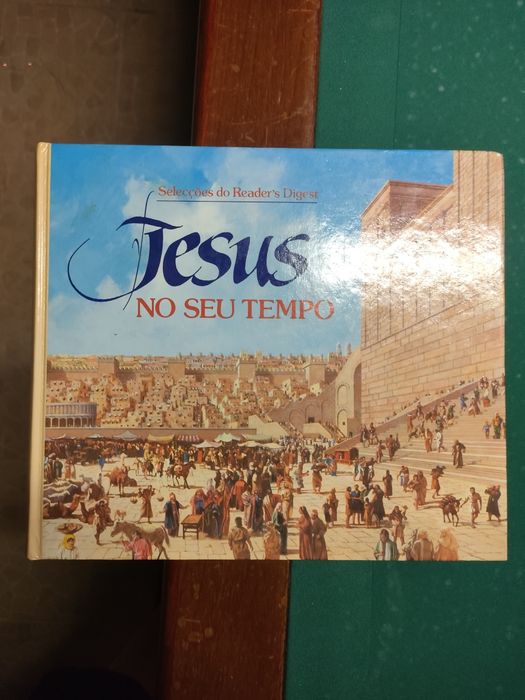 Selecções do Reader's Digest
Jesus
NO SEU TEMPO